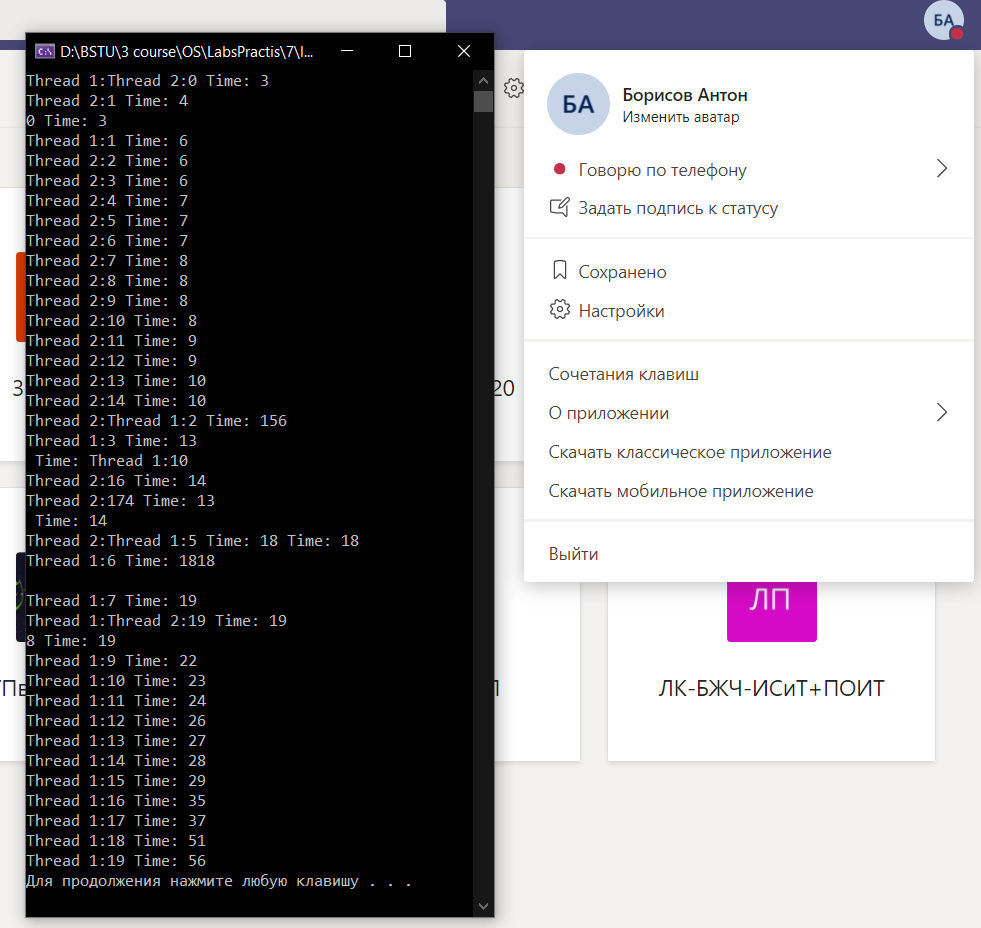 БА
D:\BSTU\3 course\OS\LabsPractis\7\l...
Thread 1:Thread 2:0 Time: 3
Thread 2:1 Time: 4
0 Time: 3
Thread 1:1 Time: 6
Thread 2:2 Time: 6
Thread 2:3 Time: 6
Thread 2:4 Time: 7
Thread 2:5 Time: 7
Thread 2:6 Time: 7
Thread 2:7 Time: 8
Thread 2:8 Time: 8
Thread 2:9 Time: 8
Thread 2:10 Time: 8
Thread 2:11 Time: 9
Thread 2:12 Time: 9
Thread 2:13 Time: 10
Thread 2:14 Time: 10
Thread 2:Thread 1:2 Time: 156
Thread 1:3 Time: 13
 Time: Thread 1:10
Thread 2:16 Time: 14
Thread 2:174 Time: 13
 Time: 14
Thread 2:Thread 1:5 Time: 18 Time: 18
Thread 1:6 Time: 1818
Thread 1:7 Time: 19
Thread 1:Thread 2:19 Time: 19
8 Time: 19
Thread 1:9 Time: 22
Thread 1:10 Time: 23
Thread 1:11 Time: 24
Thread 1:12 Time: 26
Thread 1:13 Time: 27
Thread 1:14 Time: 28
Thread 1:15 Time: 29
Thread 1:16 Time: 35
Thread 1:17 Time: 37
Thread 1:18 Time: 51
Thread 1:19 Time: 56
Для продолжения нажмите любую клавишу . . .
БА
Борисов Антон
Изменить аватар
Говорю по телефону
Задать подпись к статусу
Сохранено
Настройки
Сочетания клавиш
О приложении
Скачать классическое приложение
Скачать мобильное приложение
Выйти
20
ЛП
ЛК-БЖЧ-ИСиТ+ПОИТ